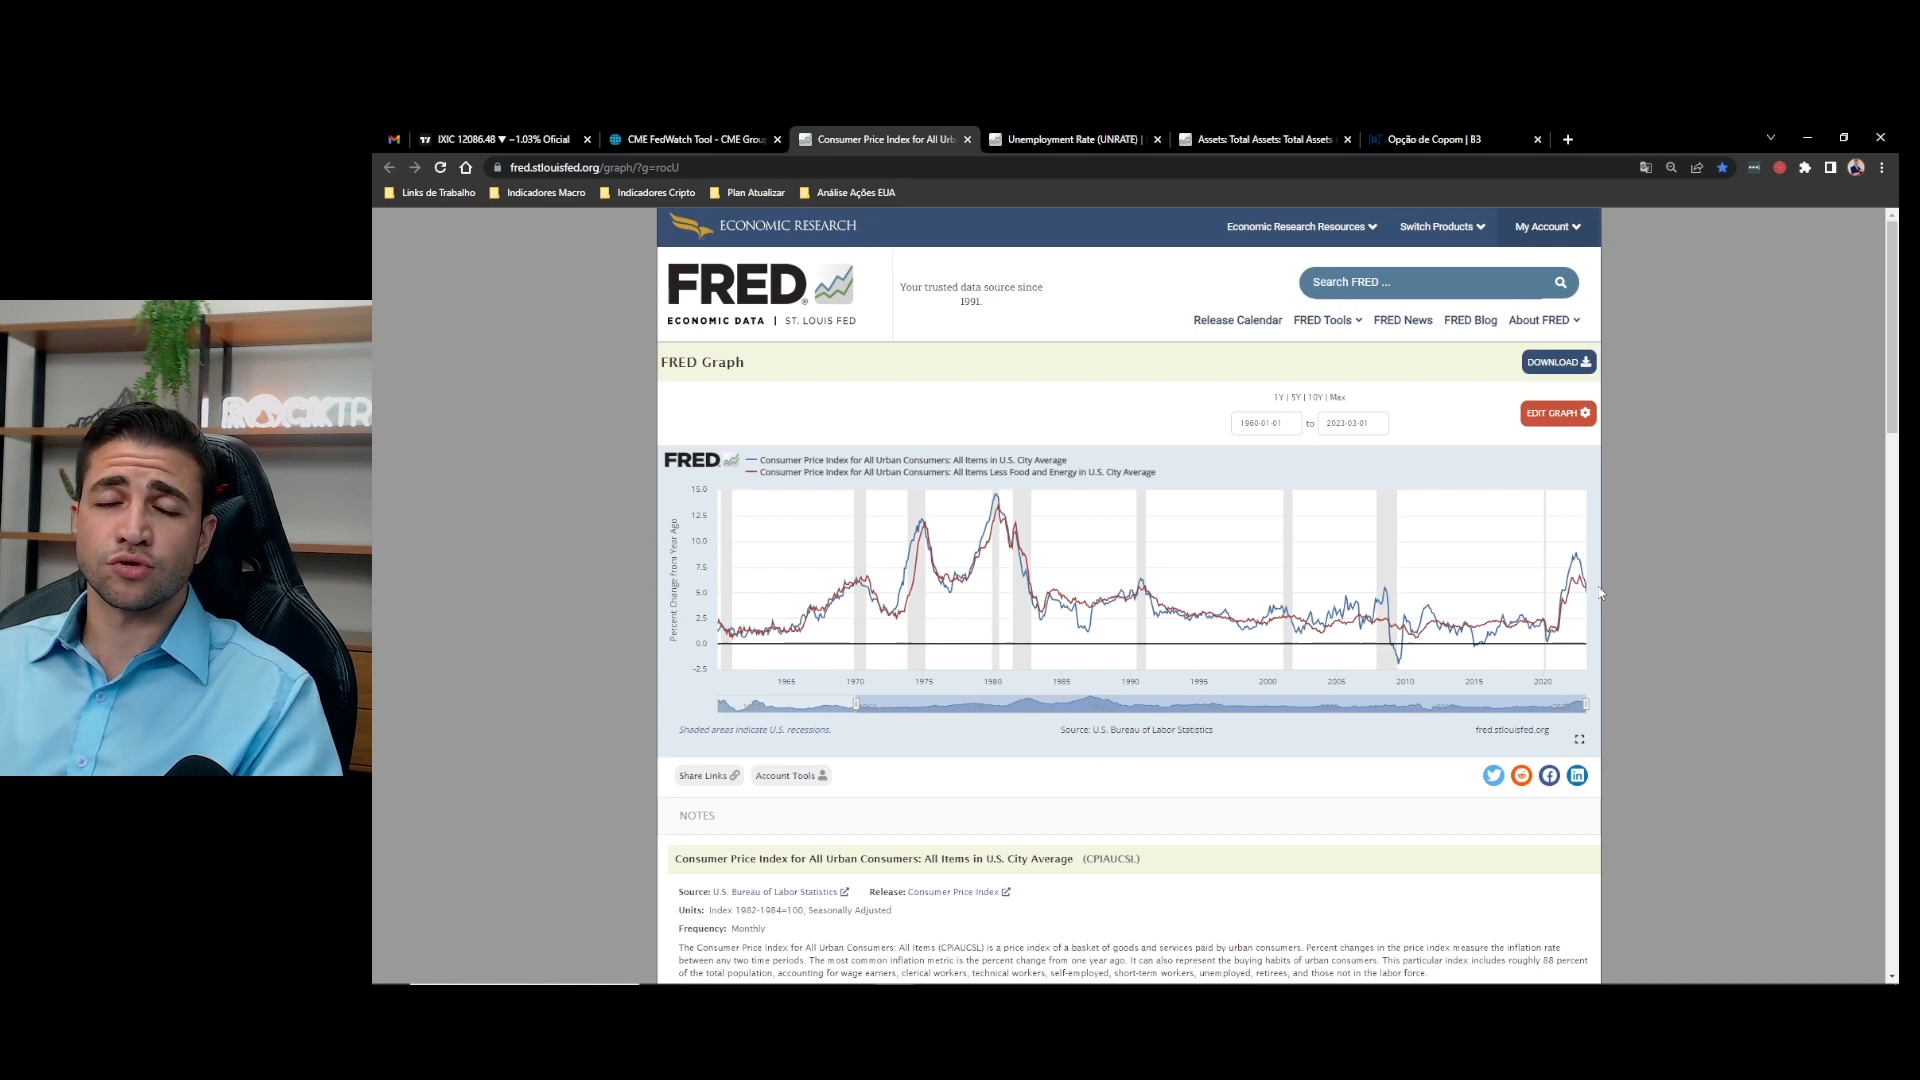 IXIC 12086.48 ▼ −1.03% Oficial
CME FedWatch Tool - CME Grou
Consumer Price Index for All Urb
Unemployment Rate (UNRATE) |
Assets: Total Assets: Total Assets
Opção de Copom | B3
fred.stlouisfed.org/graph/?g=rocU
Links de Trabalho
Indicadores Macro
Indicadores Cripto
Plan Atualizar
Análise Ações EUA
ECONOMIC RESEARCH
Economic Research Resources
Switch Products
My Account
FRED
ECONOMIC DATA | ST. LOUIS FED
Your trusted data source since
1991.
Search FRED ...
Release Calendar
FRED Tools
FRED News
FRED Blog
About FRED
FRED Graph
DOWNLOAD
1Y | 5Y | 10Y | Max
1960-01-01 to 2023-03-01
EDIT GRAPH
FRED
Consumer Price Index for All Urban Consumers: All Items in U.S. City Average
Consumer Price Index for All Urban Consumers: All Items Less Food and Energy in U.S. City Average
Percent Change from Year Ago
15.0
12.5
10.0
7.5
5.0
2.5
0.0
-2.5
1965 1970 1975 1980 1985 1990 1995 2000 2005 2010 2015 2020
Shaded areas indicate U.S. recessions.
Source: U.S. Bureau of Labor Statistics
fred.stlouisfed.org
Share Links
Account Tools
NOTES
Consumer Price Index for All Urban Consumers: All Items in U.S. City Average (CPIAUCSL)
Source: U.S. Bureau of Labor Statistics
Release: Consumer Price Index
Units: Index 1982-1984=100, Seasonally Adjusted
Frequency: Monthly
The Consumer Price Index for All Urban Consumers: All Items (CPIAUCSL) is a price index of a basket of goods and services paid by urban consumers. Percent changes in the price index measure the inflation rate
between any two time periods. The most common inflation metric is the percent change from one year ago. It can also represent the buying habits of urban consumers. This particular index includes roughly 88 percent
of the total population, accounting for wage earners, clerical workers, technical workers, self-employed, short-term workers, unemployed, retirees, and those not in the labor force.